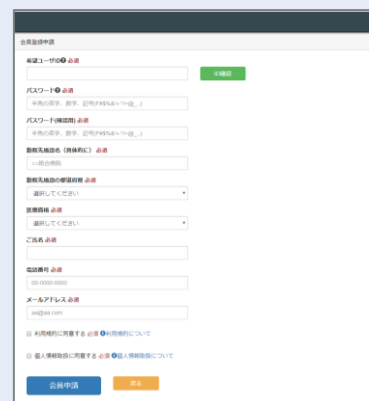 会員登録申請
希望ユーザID 必須
ID確認
パスワード 必須
半角の英字、数字、記号(!"#$%&'=~^|-@_.)
パスワード(確認用) 必須
半角の英字、数字、記号(!"#$%&'=~^|-@_.)
勤務先施設名（具体的に） 必須
○○総合病院
勤務先施設の都道府県 必須
選択してください
医療資格 必須
選択してください
ご氏名 必須
電話番号 必須
00-0000-0000
メールアドレス 必須
aa@aa.com
利用規約に同意する 必須 利用規約について
個人情報取扱に同意する 必須 個人情報取扱について
会員申請 戻る